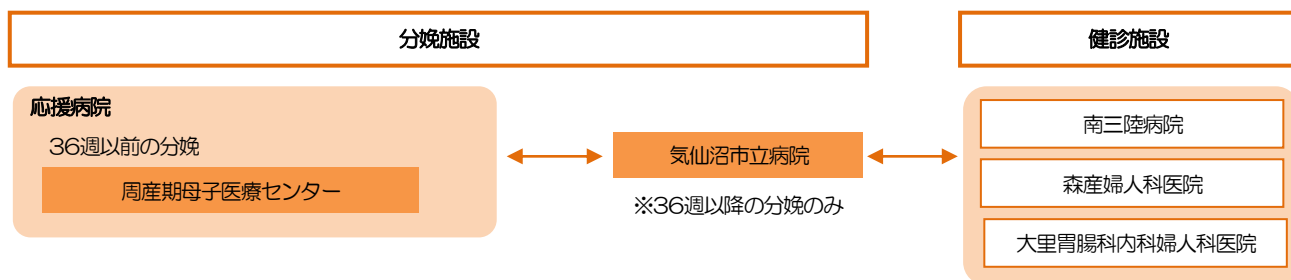 分娩施設
健診施設
応援病院
36週以前の分娩
周産期母子医療センター
気仙沼市立病院
※36週以降の分娩のみ
南三陸病院
森産婦人科医院
大里胃腸科内科婦人科医院